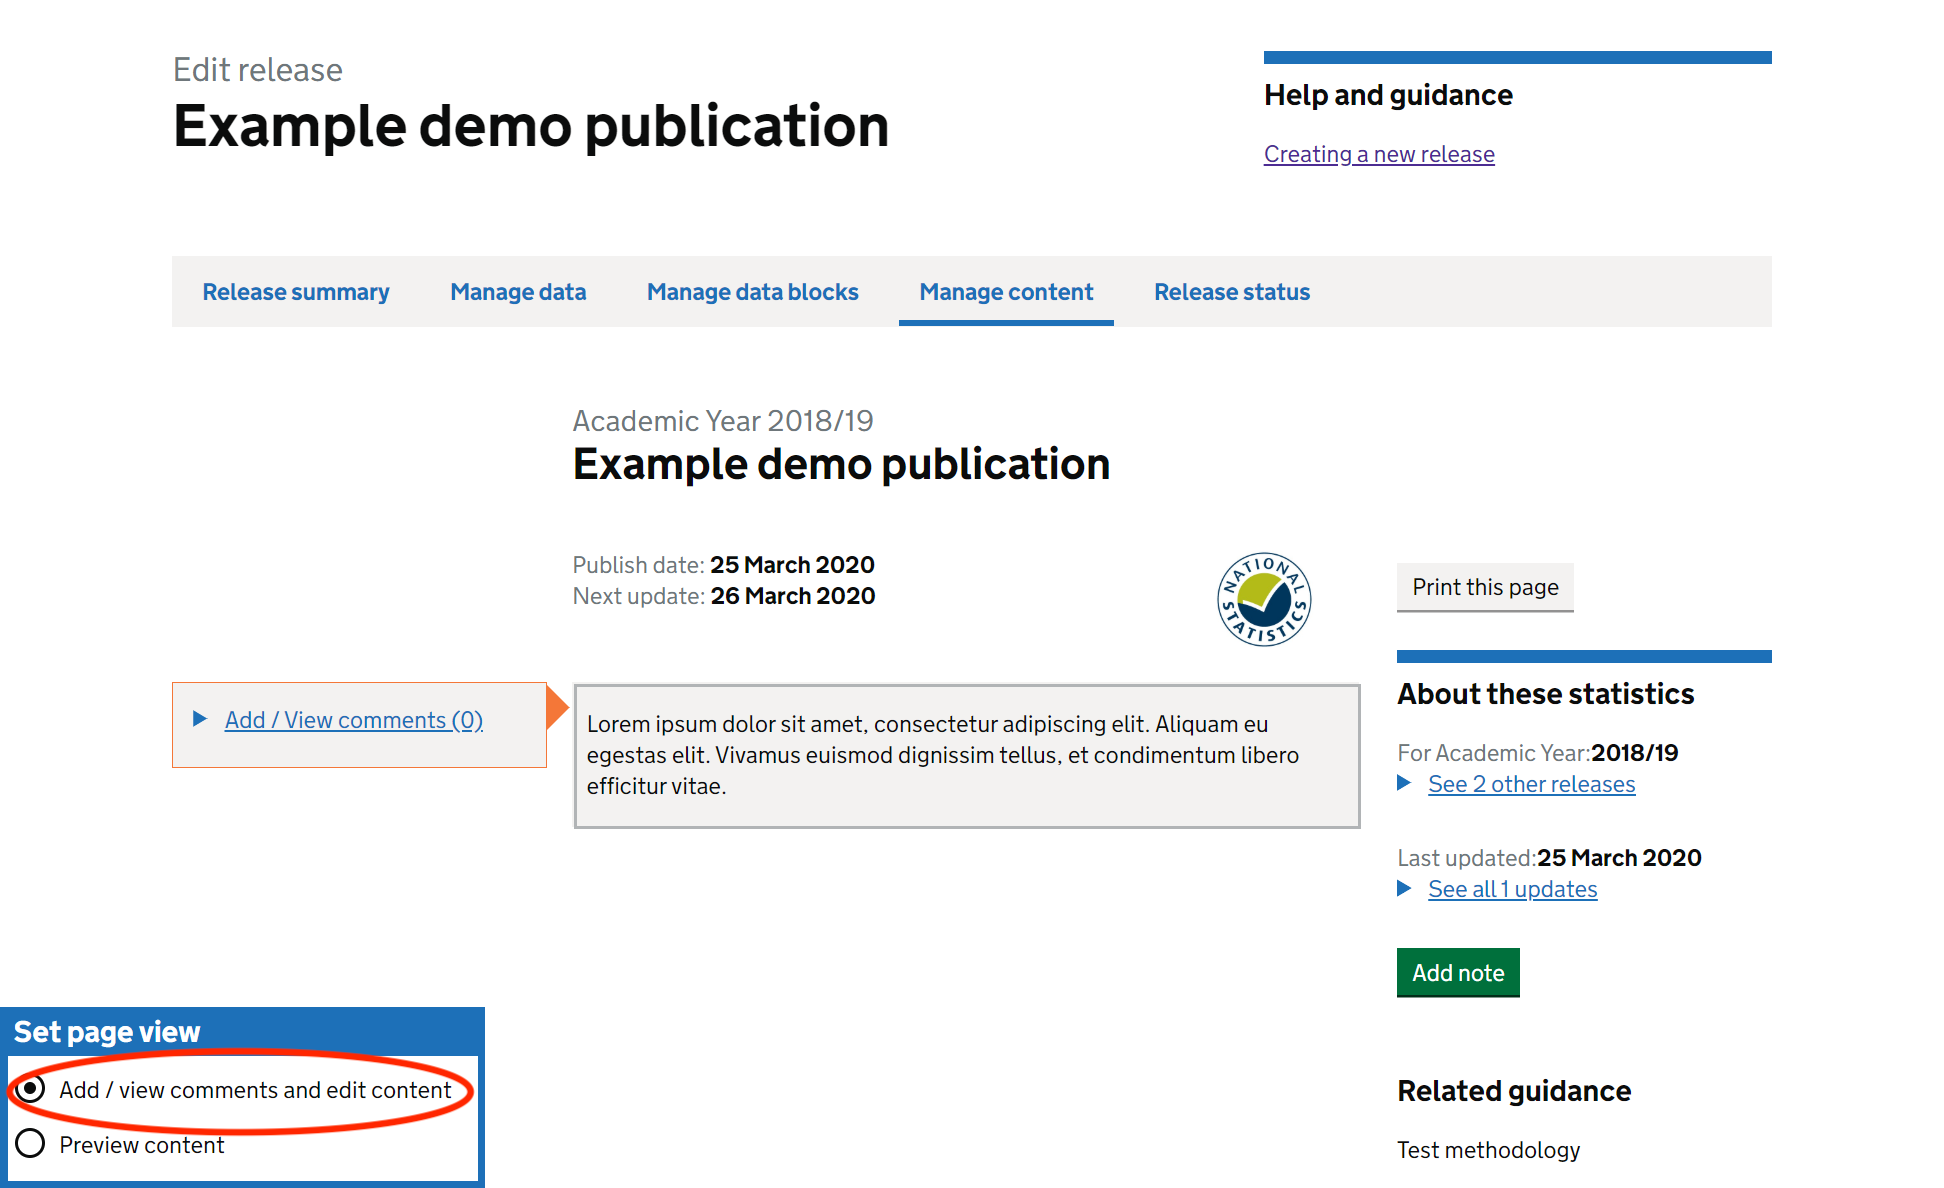 Edit release
Example demo publication
Help and guidance
Creating a new release
Release summary
Manage data
Manage data blocks
Manage content
Release status
Academic Year 2018/19
Example demo publication
Publish date: 25 March 2020
Next update: 26 March 2020
NATIONAL STATISTICS
Print this page
Add / View comments (0)
Lorem ipsum dolor sit amet, consectetur adipiscing elit. Aliquam eu
egestas elit. Vivamus euismod dignissim tellus, et condimentum libero
efficitur vitae.
About these statistics
For Academic Year:2018/19
See 2 other releases
Last updated:25 March 2020
See all 1 updates
Add note
Related guidance
Test methodology
Set page view
Add / view comments and edit content
Preview content